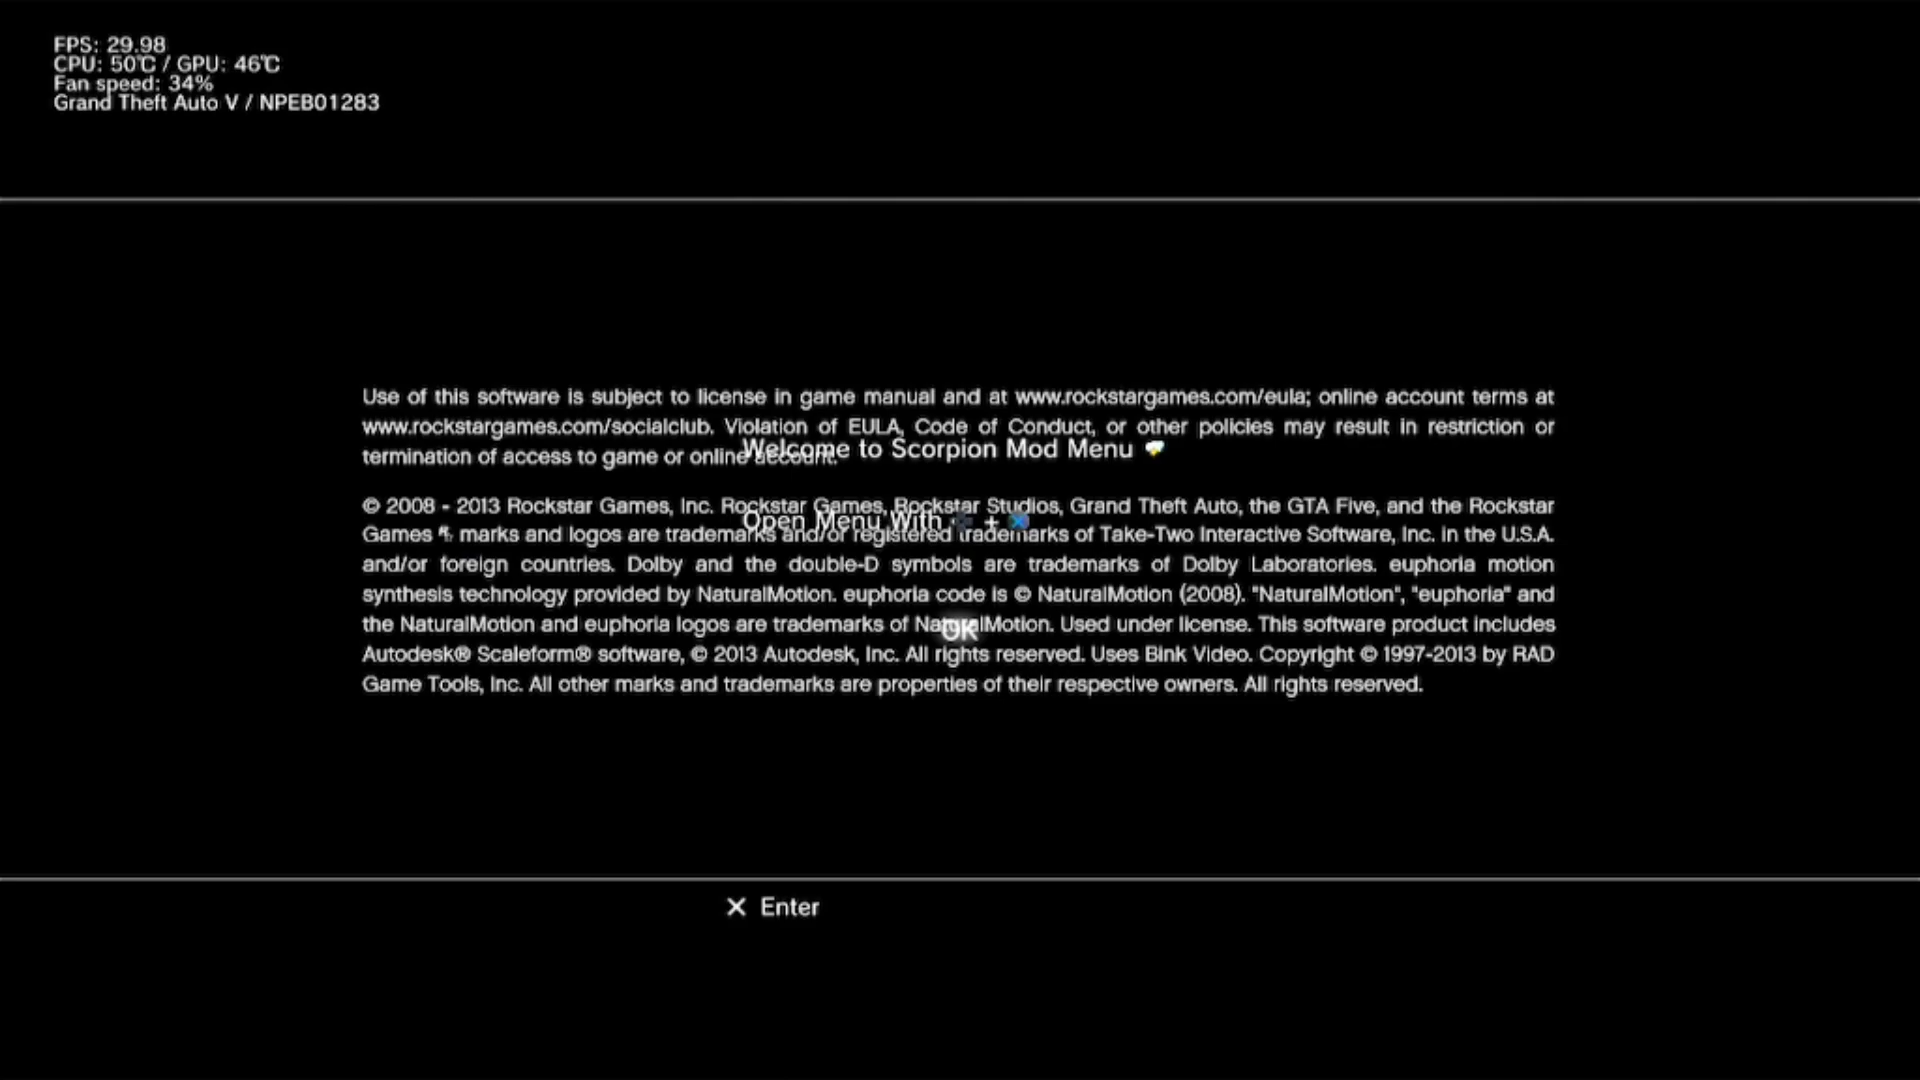 FPS: 29.98
CPU: 50℃ / GPU: 46℃
Fan speed: 34%
Grand Theft Auto V / NPEB01283
Use of this software is subject to license in game manual and at www.rockstargames.com/eula; online account terms at
www.rockstargames.com/socialclub. Violation of EULA, Code of Conduct, or other policies may result in restriction or
termination of access to game or online account.
Welcome to Scorpion Mod Menu
© 2008 - 2013 Rockstar Games, Inc. Rockstar Games, Rockstar Studios, Grand Theft Auto, the GTA Five, and the Rockstar
Open Menu With +
Games R* marks and logos are trademarks and/or registered trademarks of Take-Two Interactive Software, Inc. in the U.S.A.
and/or foreign countries. Dolby and the double-D symbols are trademarks of Dolby Laboratories. euphoria motion
synthesis technology provided by NaturalMotion. euphoria code is © NaturalMotion (2008). "NaturalMotion", "euphoria" and
the NaturalMotion and euphoria logos are trademarks of NaturalMotion. Used under license. This software product includes
OK
Autodesk® Scaleform® software, © 2013 Autodesk, Inc. All rights reserved. Uses Bink Video. Copyright © 1997-2013 by RAD
Game Tools, Inc. All other marks and trademarks are properties of their respective owners. All rights reserved.
✕ Enter